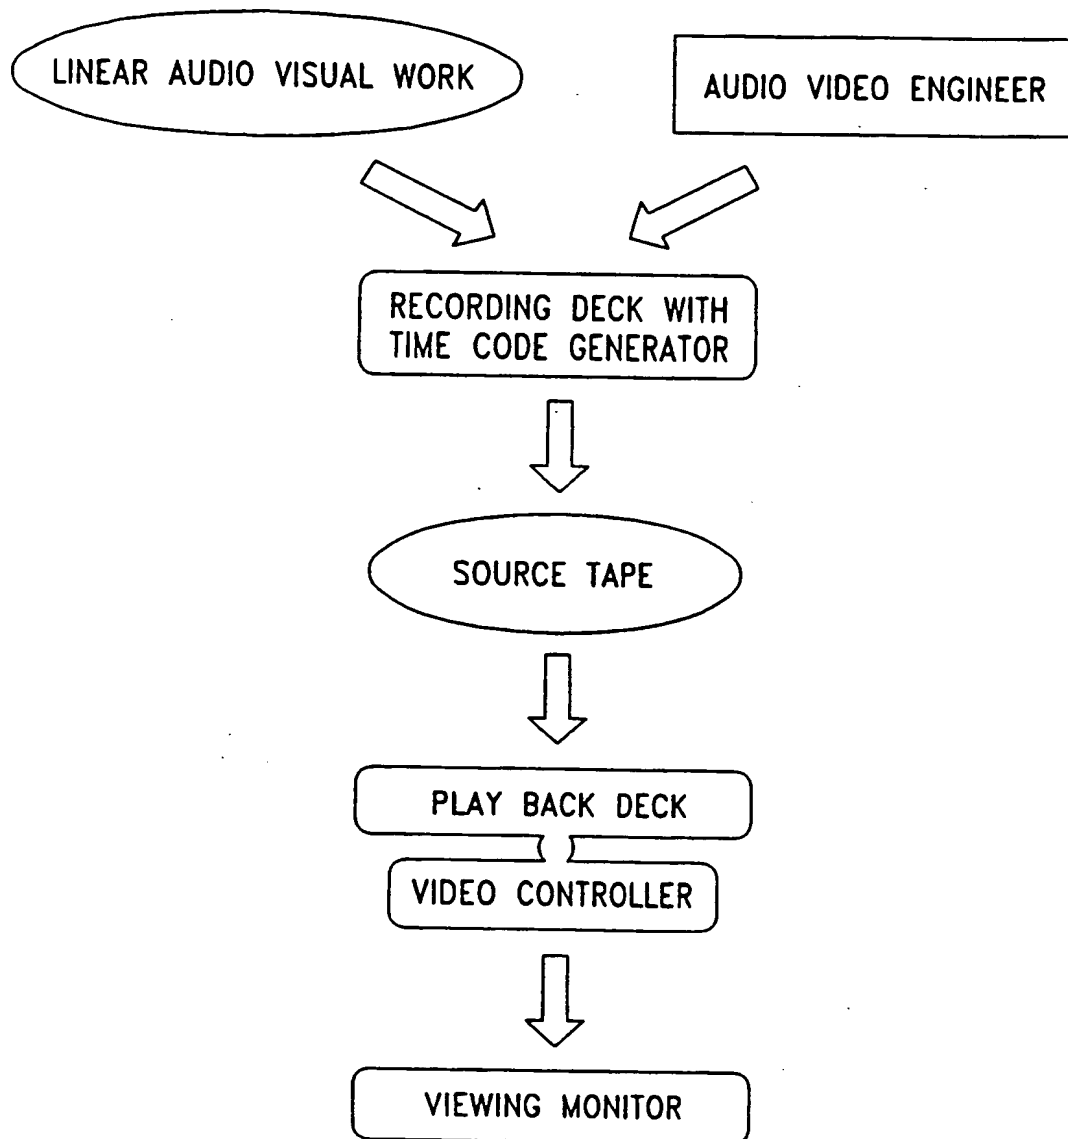 LINEAR AUDIO VISUAL WORK
AUDIO VIDEO ENGINEER
RECORDING DECK WITH
TIME CODE GENERATOR
SOURCE TAPE
PLAY BACK DECK
VIDEO CONTROLLER
VIEWING MONITOR